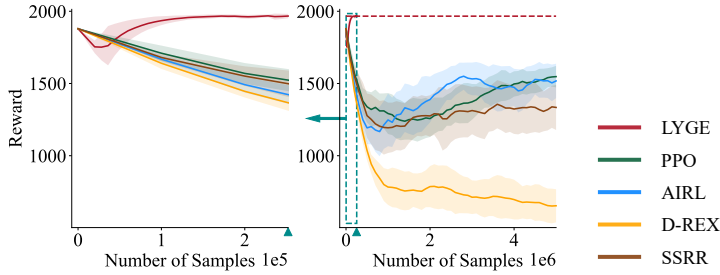 2000
1500
1000
Reward
0
1
2
Number of Samples 1e5
2000
1500
1000
0
2
4
Number of Samples 1e6
LYGE
PPO
AIRL
D-REX
SSRR